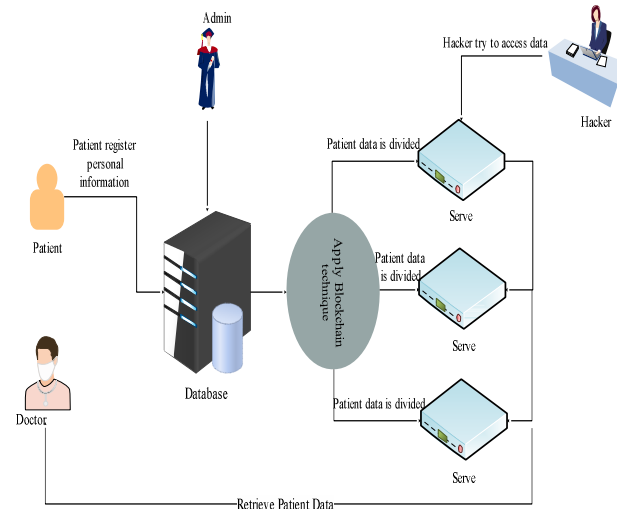 Admin
Hacker try to access data
Hacker
Patient register
personal
information
Patient data is divided
Patient
Serve
Apply Blockchain
technique
Patient data
is divided
Serve
Database
Doctor
Patient data is divided
Serve
Retrieve Patient Data